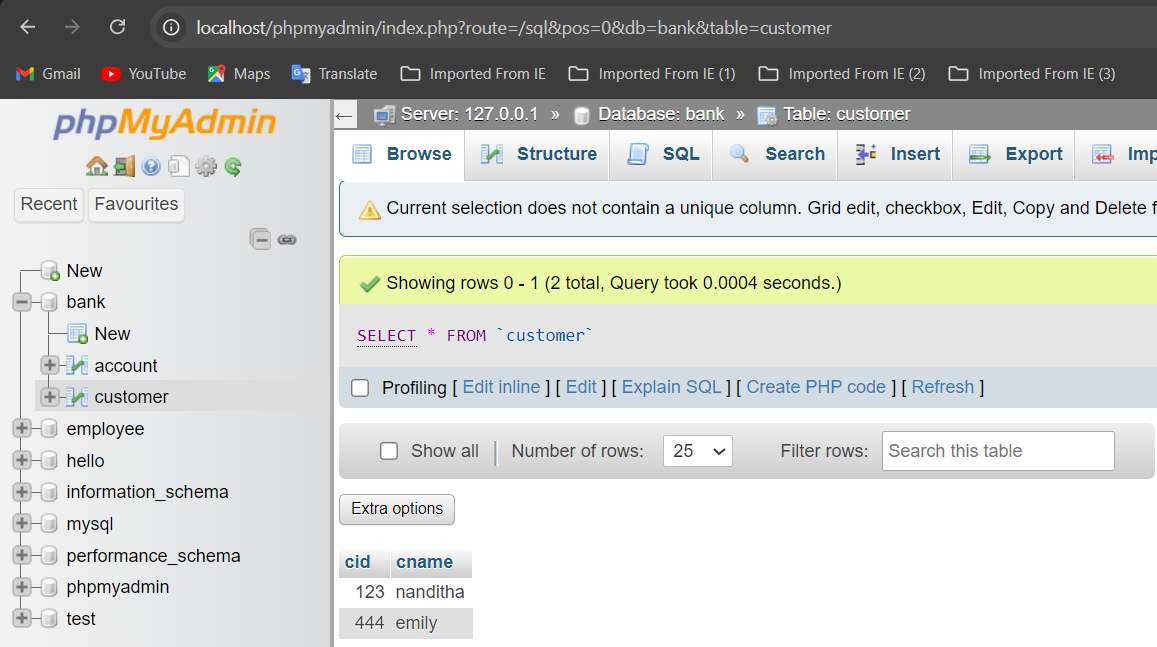 localhost/phpmyadmin/index.php?route=/sql&pos=0&db=bank&table=customer
Gmail YouTube Maps Translate Imported From IE Imported From IE (1) Imported From IE (2) Imported From IE (3)
phpMyAdmin
Recent Favourites
New
bank
New
account
customer
employee
hello
information_schema
mysql
performance_schema
phpmyadmin
test
Server: 127.0.0.1 » Database: bank » Table: customer
Browse Structure SQL Search Insert Export Imp
Current selection does not contain a unique column. Grid edit, checkbox, Edit, Copy and Delete f
Showing rows 0 - 1 (2 total, Query took 0.0004 seconds.)
SELECT * FROM `customer`
Profiling [ Edit inline ] [ Edit ] [ Explain SQL ] [ Create PHP code ] [ Refresh ]
Show all | Number of rows: 25 Filter rows: Search this table
Extra options
cid cname
123 nanditha
444 emily